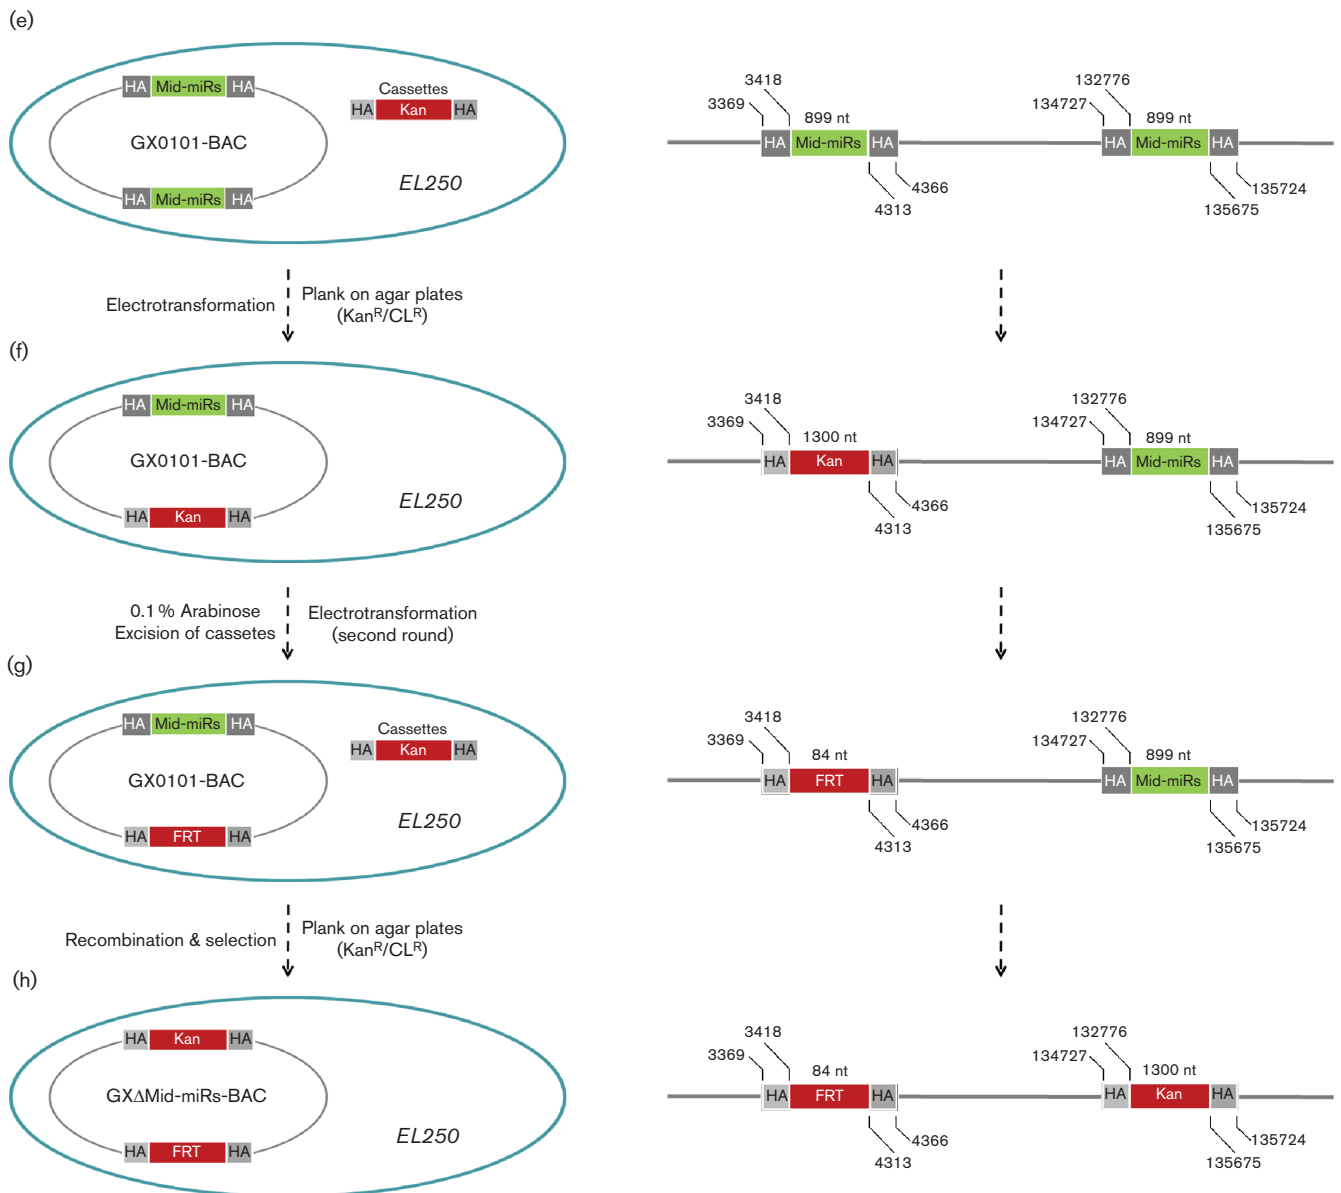 (e)
HA Mid-miRs HA
Cassettes
HA Kan HA
GX0101-BAC
EL250
HA Mid-miRs HA
3418
3369
899 nt
HA Mid-miRs HA
4366
4313
132776
134727
899 nt
HA Mid-miRs HA
135724
135675
Electrotransformation
Plank on agar plates
(KanR/CLR)
(f)
HA Mid-miRs HA
GX0101-BAC
EL250
HA Kan HA
3418
3369
1300 nt
HA Kan HA
4366
4313
132776
134727
899 nt
HA Mid-miRs HA
135724
135675
0.1 % Arabinose
Excision of cassetes
Electrotransformation
(second round)
(g)
HA Mid-miRs HA
Cassettes
HA Kan HA
GX0101-BAC
EL250
HA FRT HA
3418
3369
84 nt
HA FRT HA
4366
4313
132776
134727
899 nt
HA Mid-miRs HA
135724
135675
Recombination & selection
Plank on agar plates
(KanR/CLR)
(h)
HA Kan HA
GXΔMid-miRs-BAC
EL250
HA FRT HA
3418
3369
84 nt
HA FRT HA
4366
4313
132776
134727
1300 nt
HA Kan HA
135724
135675